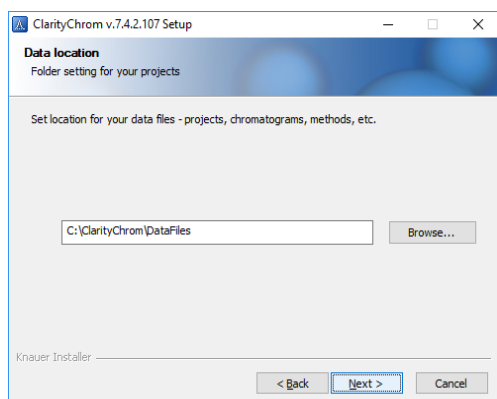 ClarityChrom v.7.4.2.107 Setup
Data location
Folder setting for your projects
Set location for your data files - projects, chromatograms, methods, etc.
C:\ClarityChrom\DataFiles
Browse...
Knauer Installer
< Back
Next >
Cancel